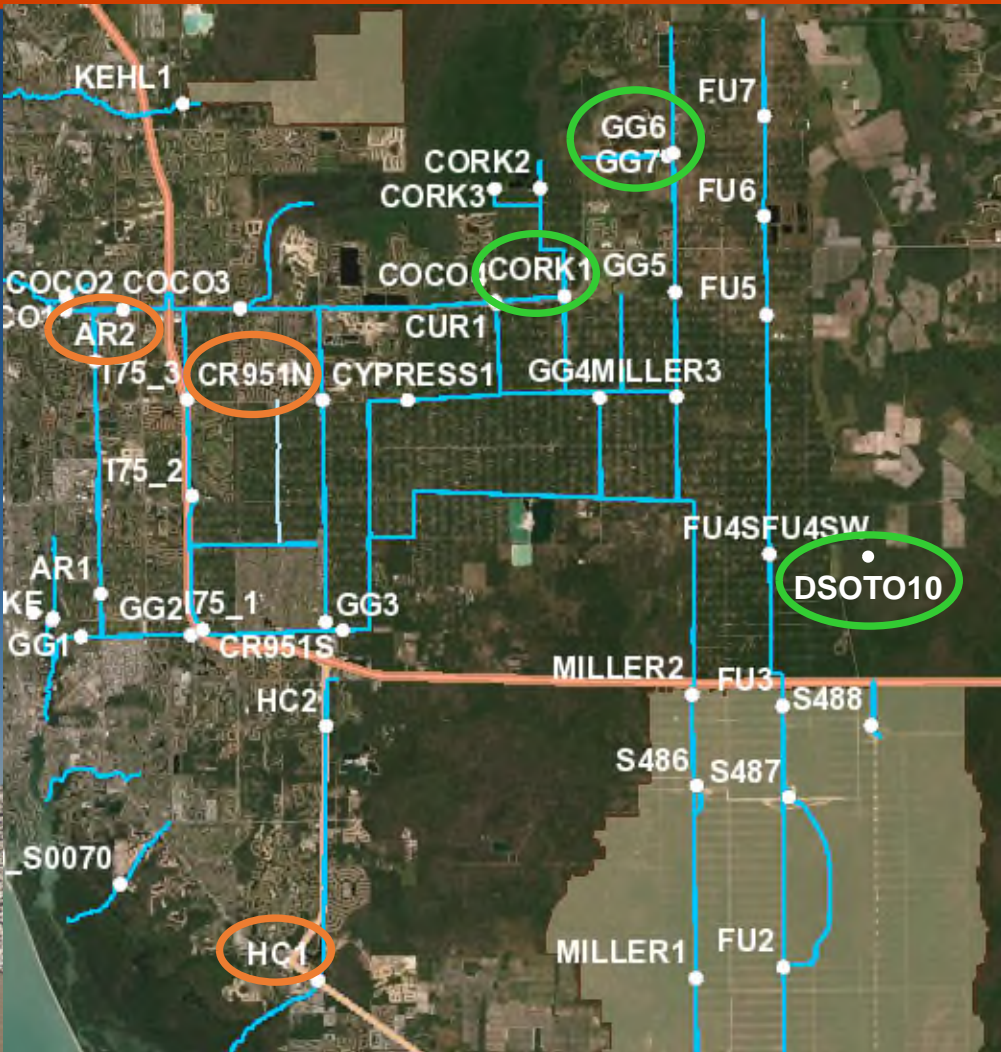 KEHL1
FU7
GG6
GG7
CORK2
CORK3
FU6
COCO2 COCO3
CORK1
GG5
FU5
AR2
CUR1
I75_3
CR951N
CYPRESS1
GG4MILLER3
I75_2
FU4SFU4SW
AR1
DSOTO10
GG2
I75_1
GG3
GG1
CR951S
MILLER2
FU3
S488
HC2
S486
S487
_S0070
HC1
MILLER1
FU2